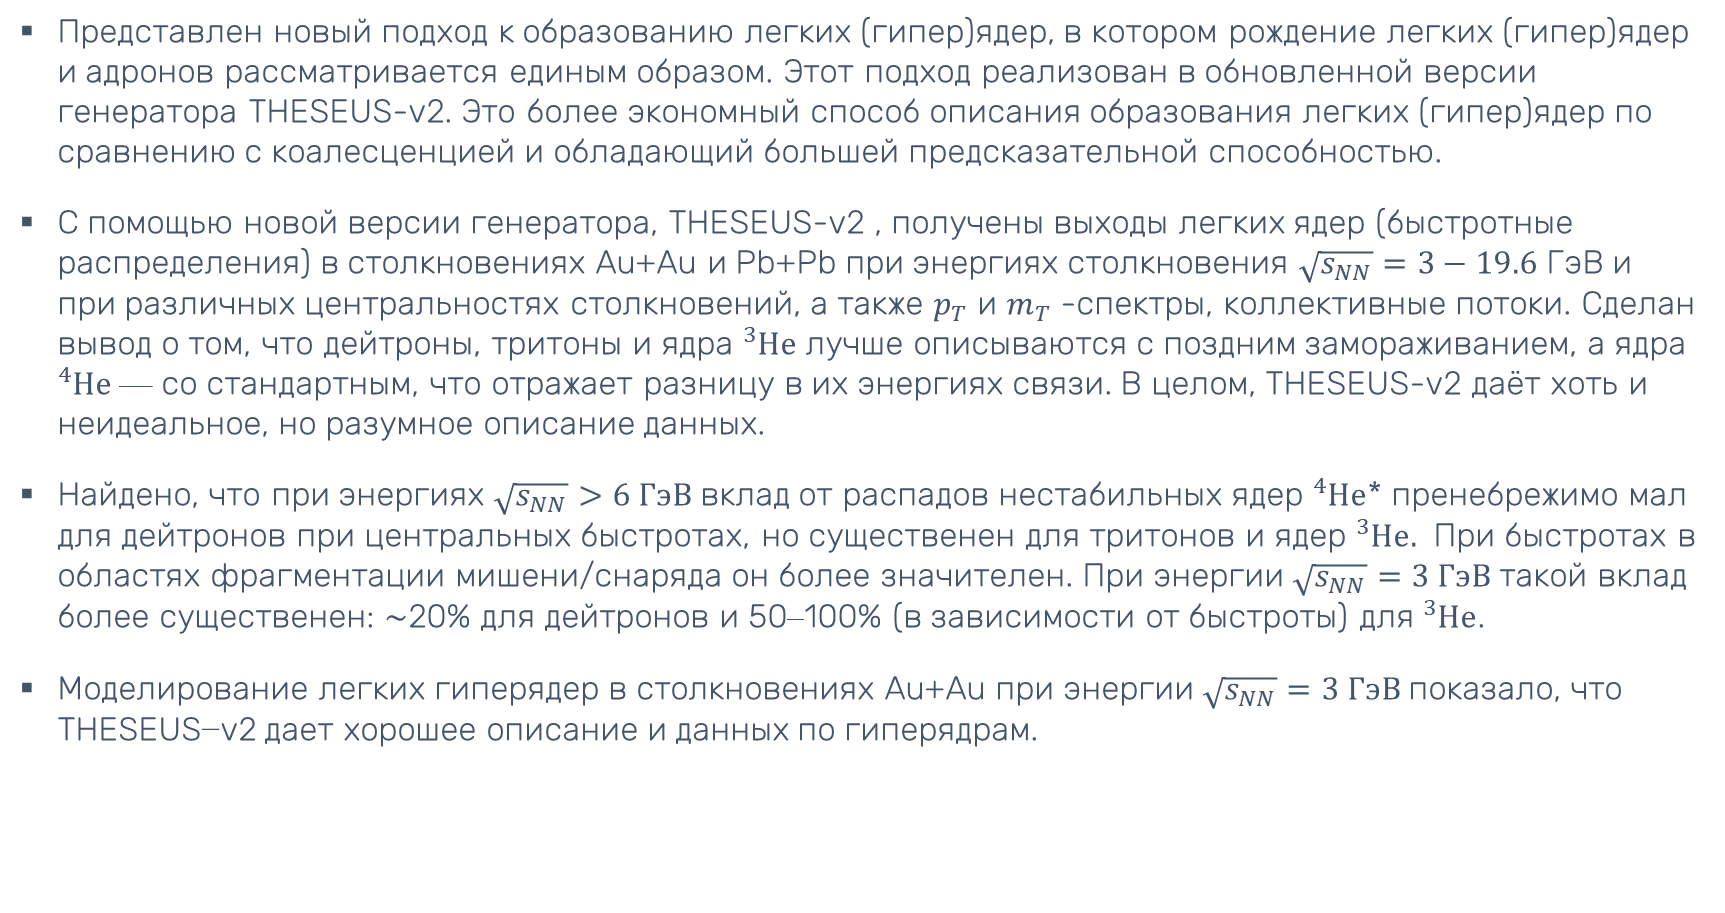 ▪ Представлен новый подход к образованию легких (гипер)ядер, в котором рождение легких (гипер)ядер
и адронов рассматривается единым образом. Этот подход реализован в обновленной версии
генератора THESEUS-v2. Это более экономный способ описания образования легких (гипер)ядер по
сравнению с коалесценцией и обладающий большей предсказательной способностью.
▪ С помощью новой версии генератора, THESEUS-v2 , получены выходы легких ядер (быстротные
распределения) в столкновениях Au+Au и Pb+Pb при энергиях столкновения √s_NN = 3 − 19.6 ГэВ и
при различных центральностях столкновений, а также p_T и m_T -спектры, коллективные потоки. Сделан
вывод о том, что дейтроны, тритоны и ядра ³He лучше описываются с поздним замораживанием, а ядра
⁴He — со стандартным, что отражает разницу в их энергиях связи. В целом, THESEUS-v2 даёт хоть и
неидеальное, но разумное описание данных.
▪ Найдено, что при энергиях √s_NN > 6 ГэВ вклад от распадов нестабильных ядер ⁴He* пренебрежимо мал
для дейтронов при центральных быстротах, но существенен для тритонов и ядер ³He. При быстротах в
областях фрагментации мишени/снаряда он более значителен. При энергии √s_NN = 3 ГэВ такой вклад
более существенен: ~20% для дейтронов и 50–100% (в зависимости от быстроты) для ³He.
▪ Моделирование легких гиперядер в столкновениях Au+Au при энергии √s_NN = 3 ГэВ показало, что
THESEUS–v2 дает хорошее описание и данных по гиперядрам.